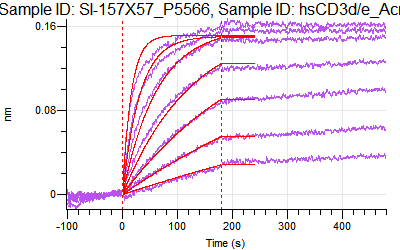 Sample ID: SI-157X57_P5566, Sample ID: hsCD3d/e_Acr
0.16
0.08
0
nm
-100 0 100 200 300 400
Time (s)